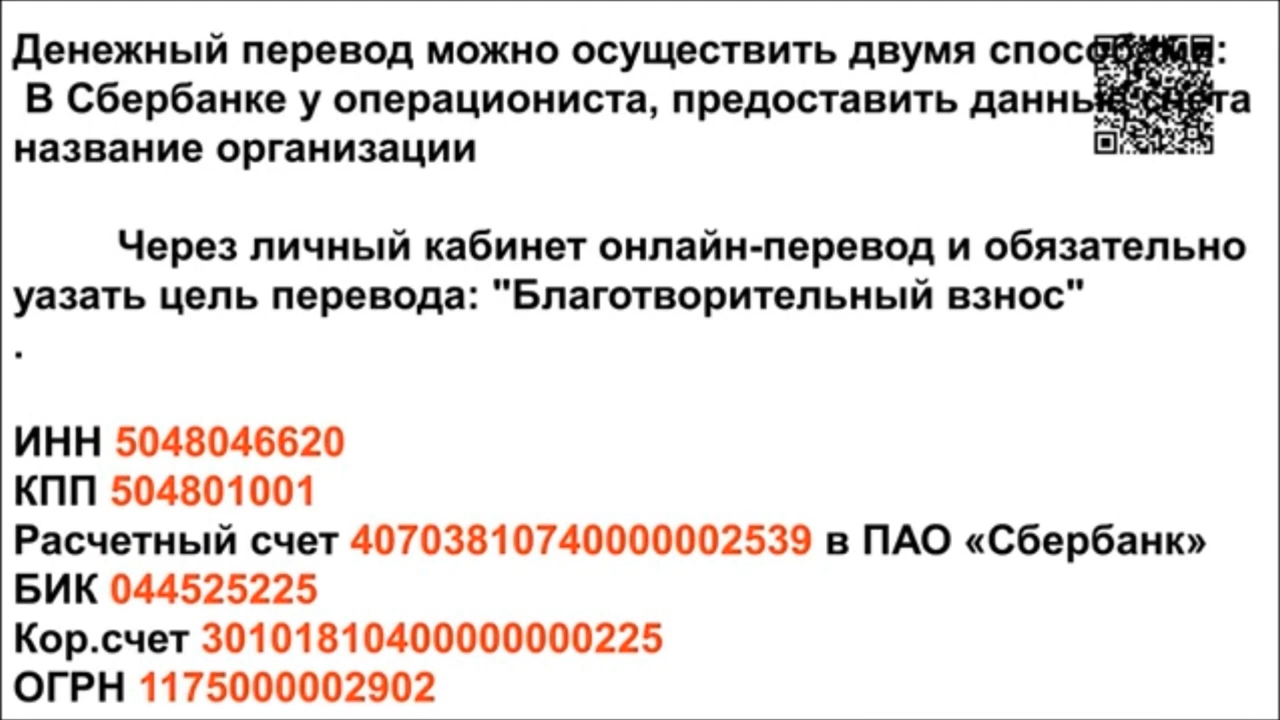 Денежный перевод можно осуществить двумя способами:
В Сбербанке у операциониста, предоставить данные счета
название организации
Через личный кабинет онлайн-перевод и обязательно
уазать цель перевода: "Благотворительный взнос"
.
ИНН 5048046620
КПП 504801001
Расчетный счет 40703810740000002539 в ПАО «Сбербанк»
БИК 044525225
Кор.счет 30101810400000000225
ОГРН 1175000002902